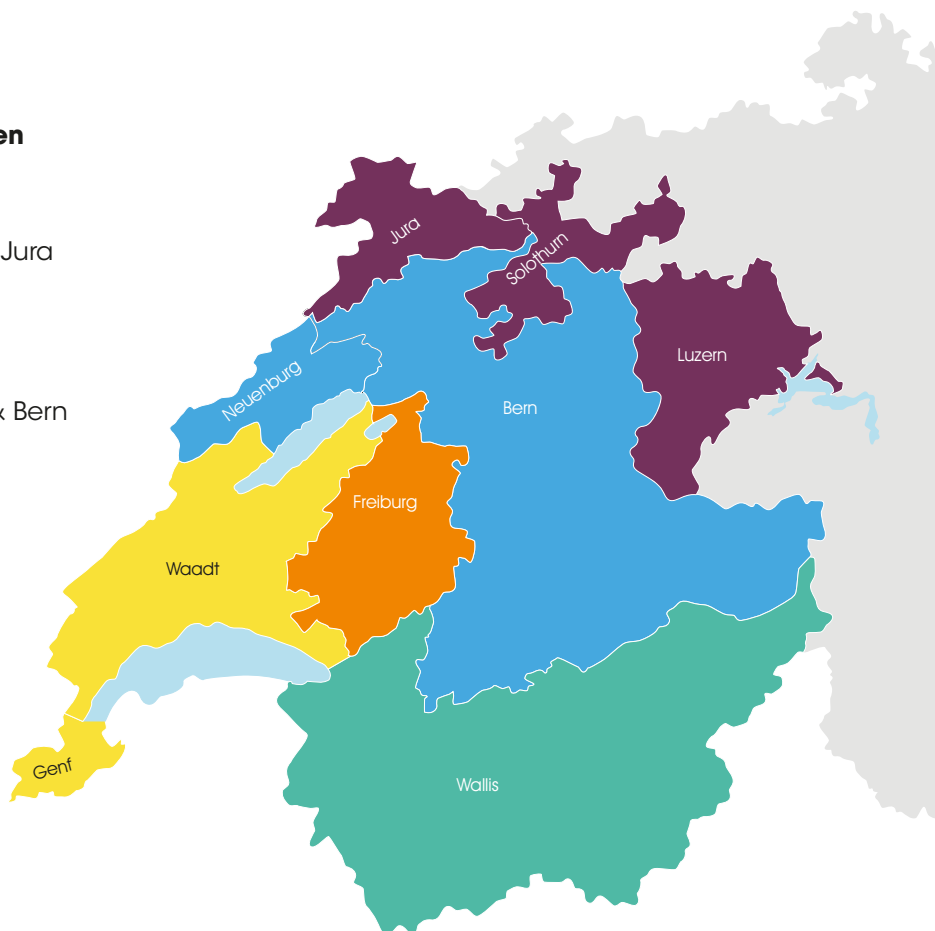 en
Jura
Jura
Solothurn
Luzern
Neuenburg
Bern
& Bern
Freiburg
Waadt
Genf
Wallis